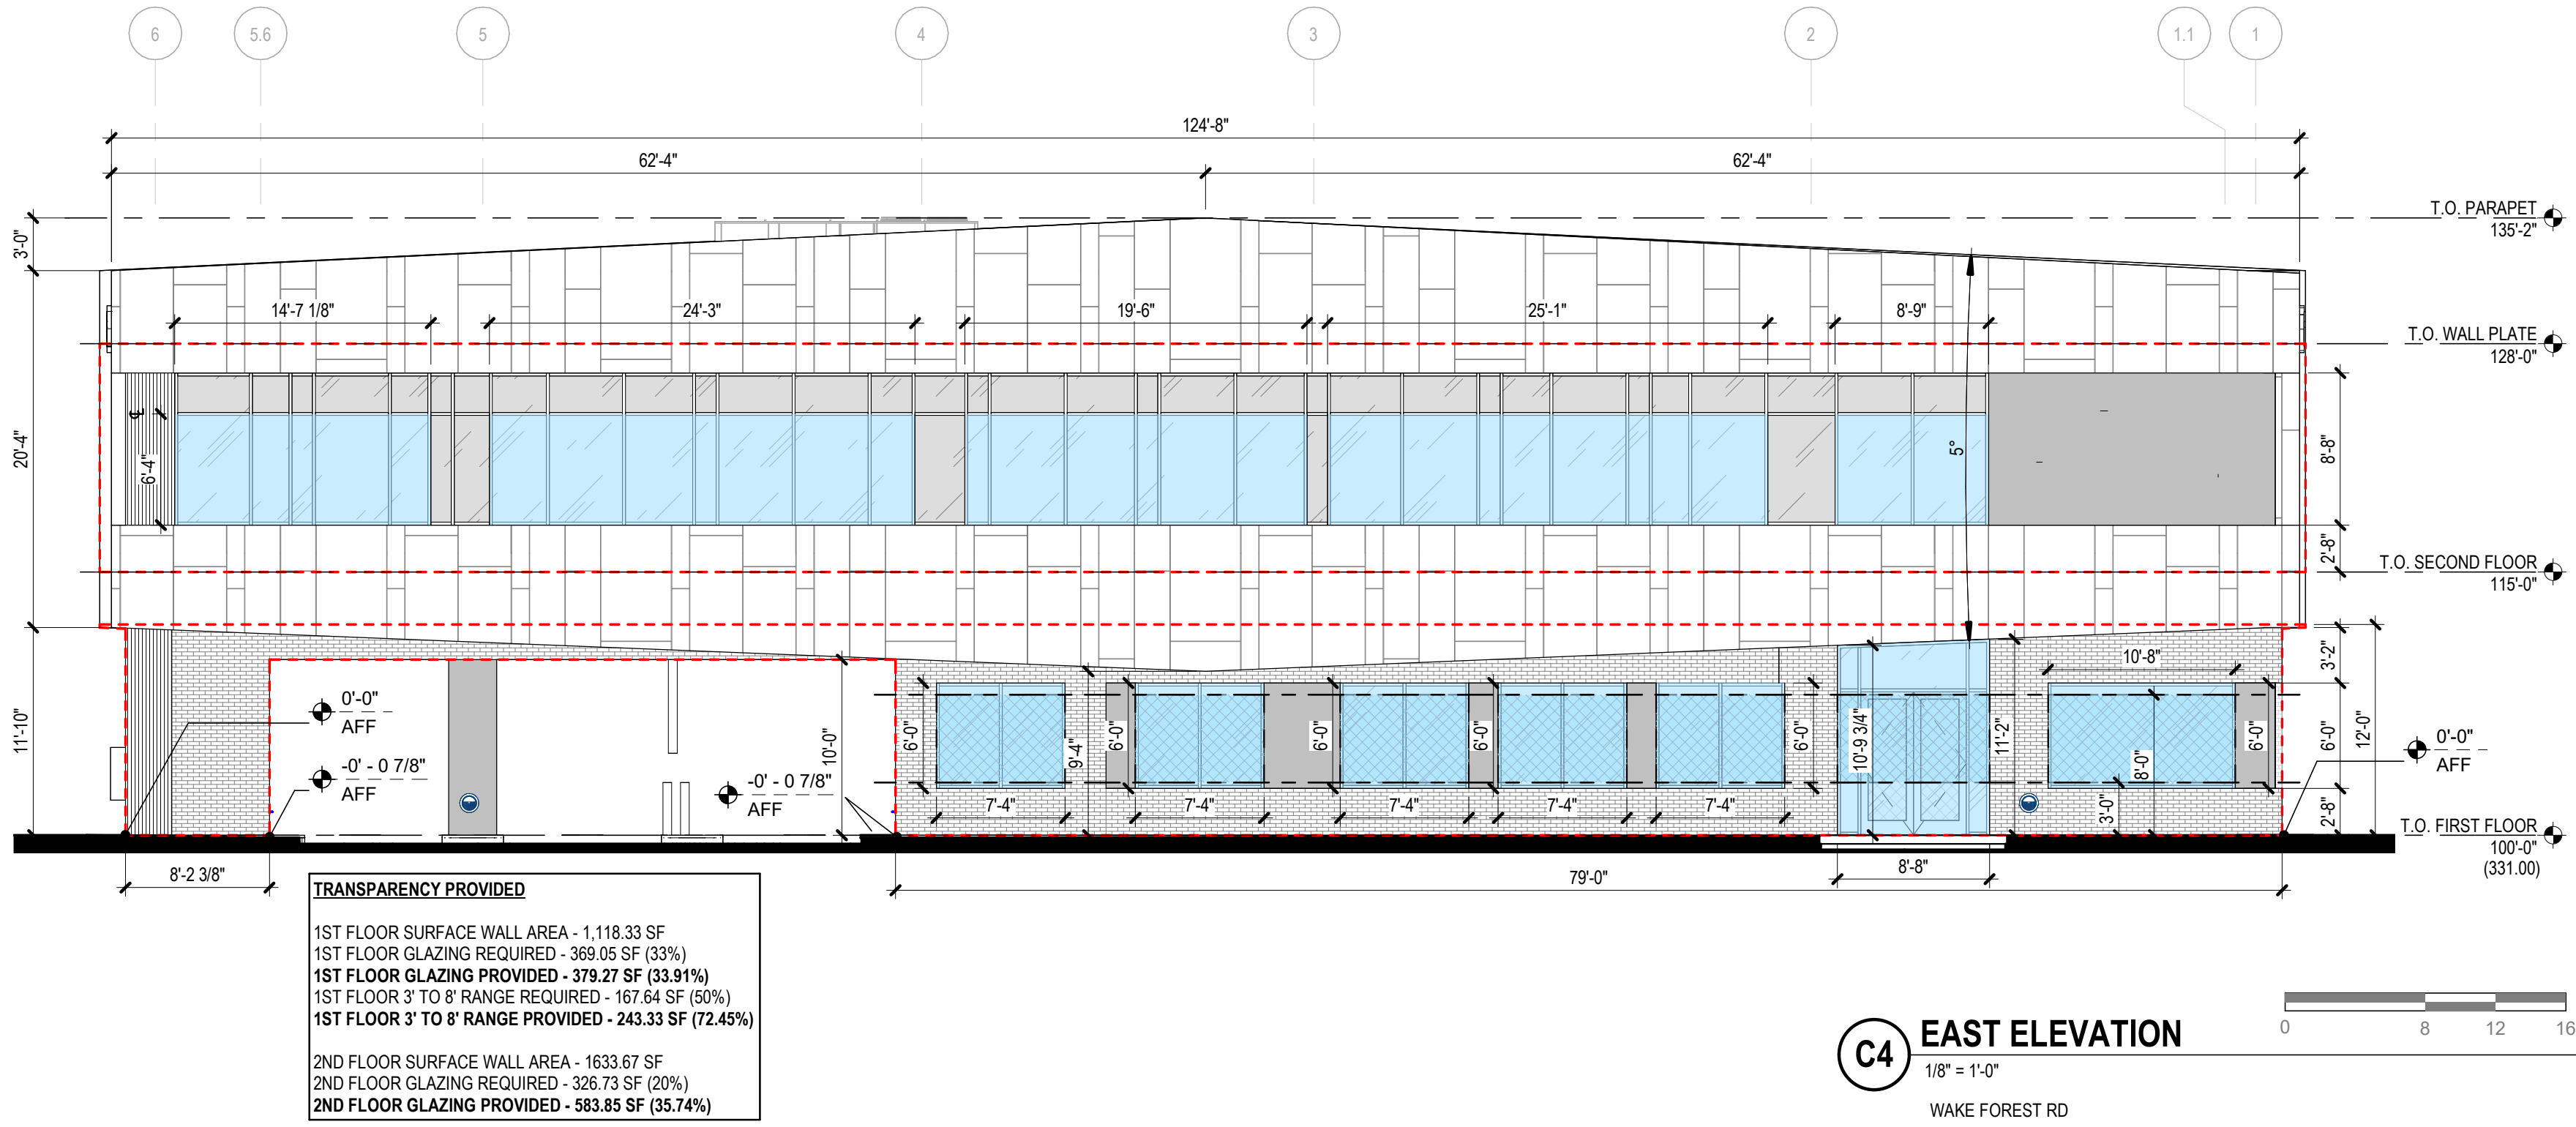 6
5.6
5
4
3
2
1.1
1
124'-8"
62'-4"
62'-4"
T.O. PARAPET
135'-2"
3'-0"
14'-7 1/8"
24'-3"
19'-6"
25'-1"
8'-9"
T.O. WALL PLATE
128'-0"
20'-4"
6'-4"
5°
8'-8"
2'-8"
T.O. SECOND FLOOR
115'-0"
11'-10"
0'-0"
AFF
-0' - 0 7/8"
AFF
-0' - 0 7/8"
AFF
10'-0"
6'-0"
9'-4"
6'-0"
6'-0"
6'-0"
6'-0"
10'-9 3/4"
11'-2"
10'-8"
8'-0"
3'-0"
6'-0"
3'-2"
6'-0"
2'-8"
12'-0"
0'-0"
AFF
7'-4"
7'-4"
7'-4"
7'-4"
7'-4"
T.O. FIRST FLOOR
100'-0"
(331.00)
8'-2 3/8"
79'-0"
8'-8"
TRANSPARENCY PROVIDED
1ST FLOOR SURFACE WALL AREA - 1,118.33 SF
1ST FLOOR GLAZING REQUIRED - 369.05 SF (33%)
1ST FLOOR GLAZING PROVIDED - 379.27 SF (33.91%)
1ST FLOOR 3' TO 8' RANGE REQUIRED - 167.64 SF (50%)
1ST FLOOR 3' TO 8' RANGE PROVIDED - 243.33 SF (72.45%)
2ND FLOOR SURFACE WALL AREA - 1633.67 SF
2ND FLOOR GLAZING REQUIRED - 326.73 SF (20%)
2ND FLOOR GLAZING PROVIDED - 583.85 SF (35.74%)
0 8 12 16
C4
EAST ELEVATION
1/8" = 1'-0"
WAKE FOREST RD